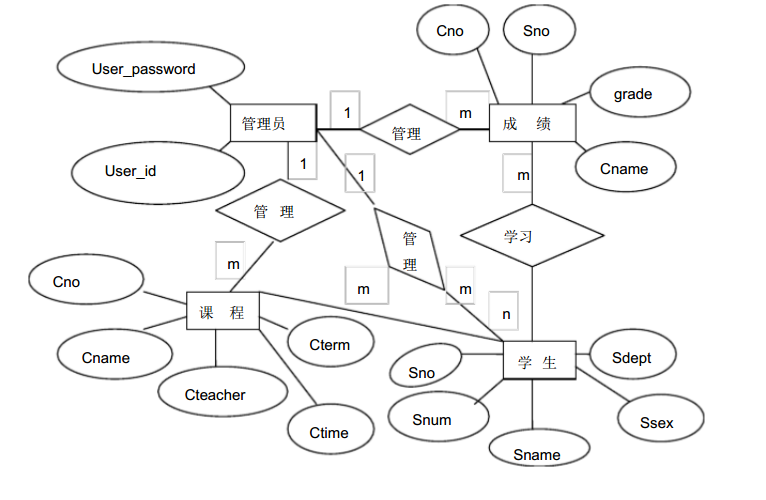 Cno
Sno
User_password
grade
1
m
管理员
管理
成 绩
User_id
1
1
m
Cname
管 理
管
理
学习
m
m
m
Cno
n
课 程
Cterm
Cname
学 生
Sdept
Sno
Cteacher
Snum
Ssex
Ctime
Sname